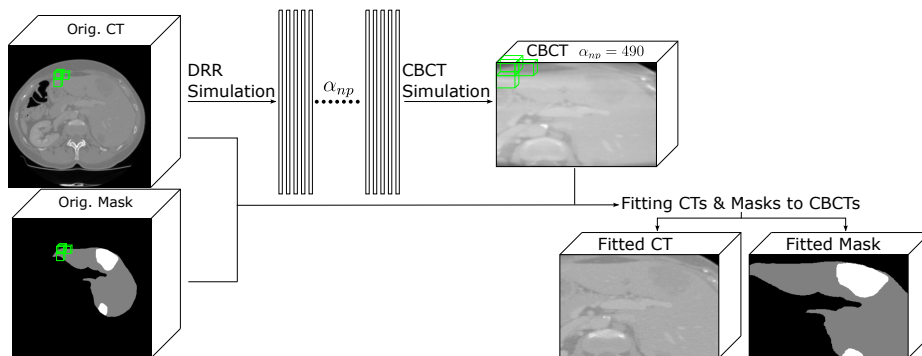 Orig. CT
DRR
Simulation
α_np
CBCT
Simulation
CBCT α_np = 490
Orig. Mask
Fitting CTs & Masks to CBCTs
Fitted CT
Fitted Mask